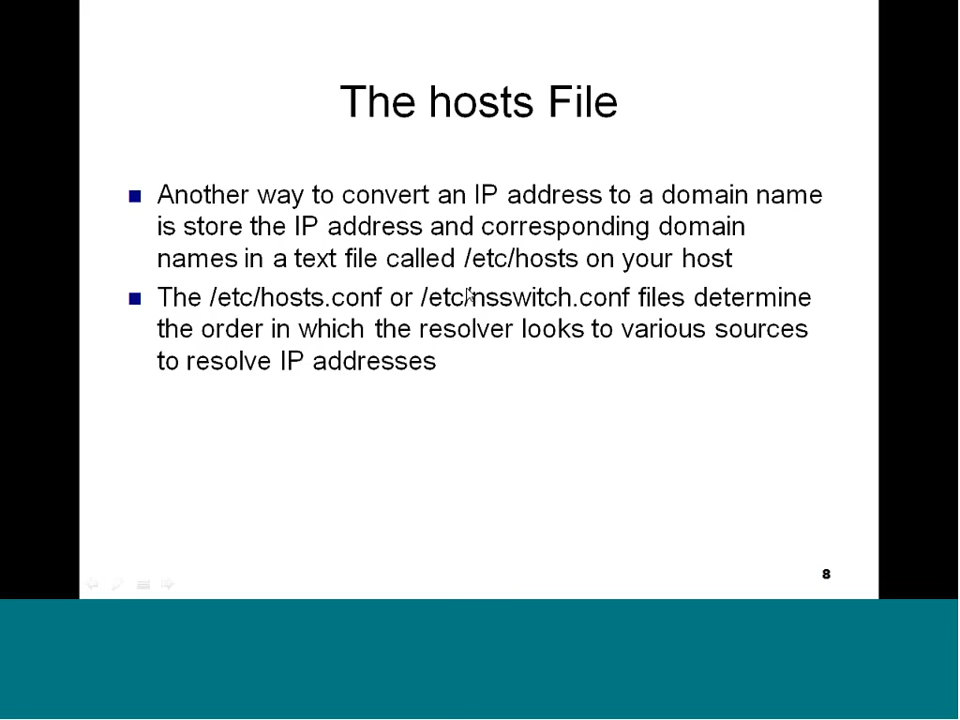 The hosts File
Another way to convert an IP address to a domain name
is store the IP address and corresponding domain
names in a text file called /etc/hosts on your host
The /etc/hosts.conf or /etc/nsswitch.conf files determine
the order in which the resolver looks to various sources
to resolve IP addresses
8